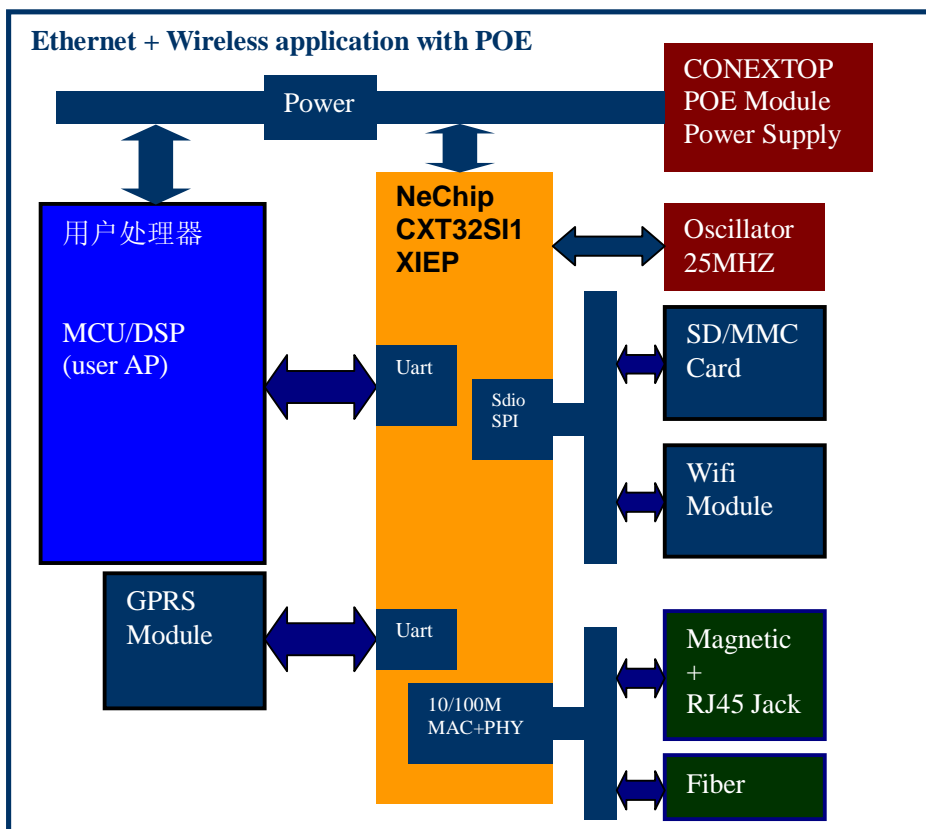 Ethernet + Wireless application with POE
Power
CONEXTOP
POE Module
Power Supply
用户处理器
MCU/DSP
(user AP)
NeChip
CXT32SI1
XIEP
Oscillator
25MHZ
SD/MMC
Card
Uart
Sdio
SPI
Wifi
Module
GPRS
Module
Uart
10/100M
MAC+PHY
Magnetic
+
RJ45 Jack
Fiber